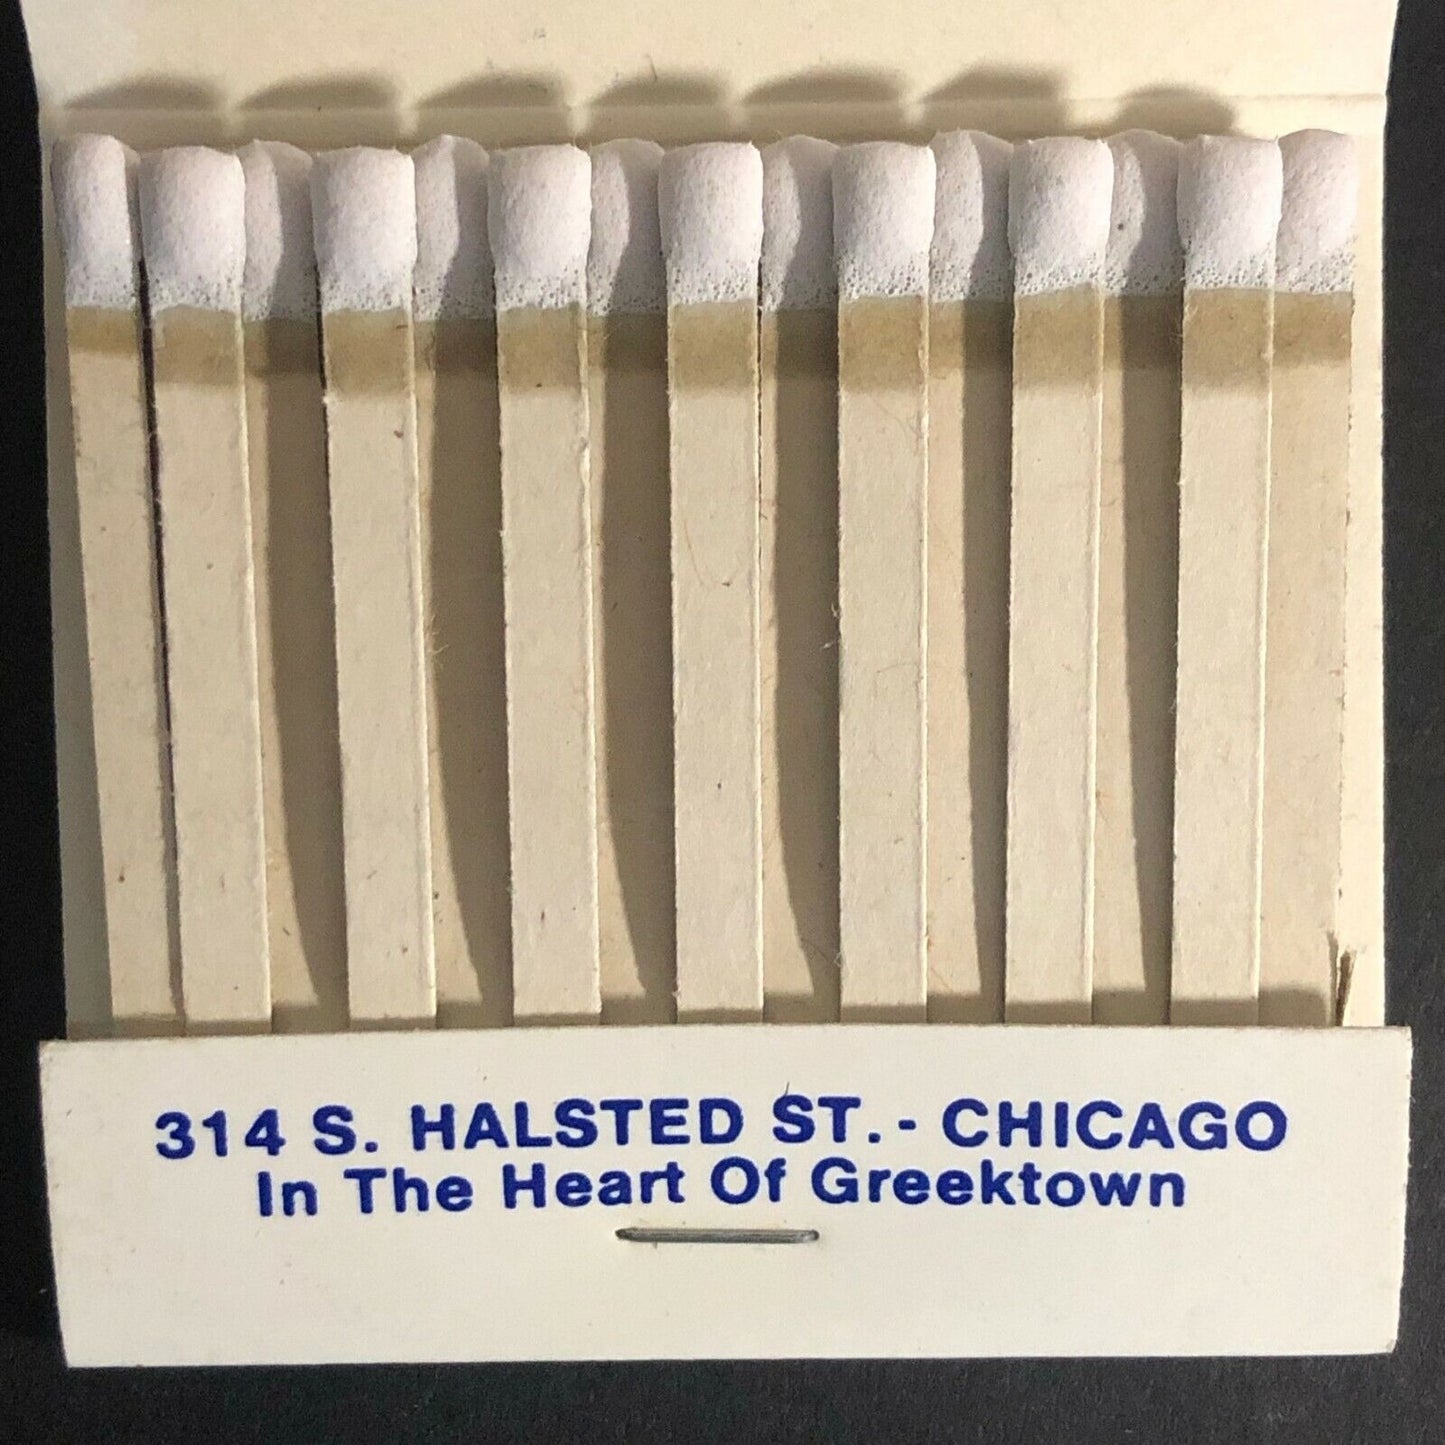 314 S. HALSTED ST. - CHICAGO
In The Heart Of Greektown